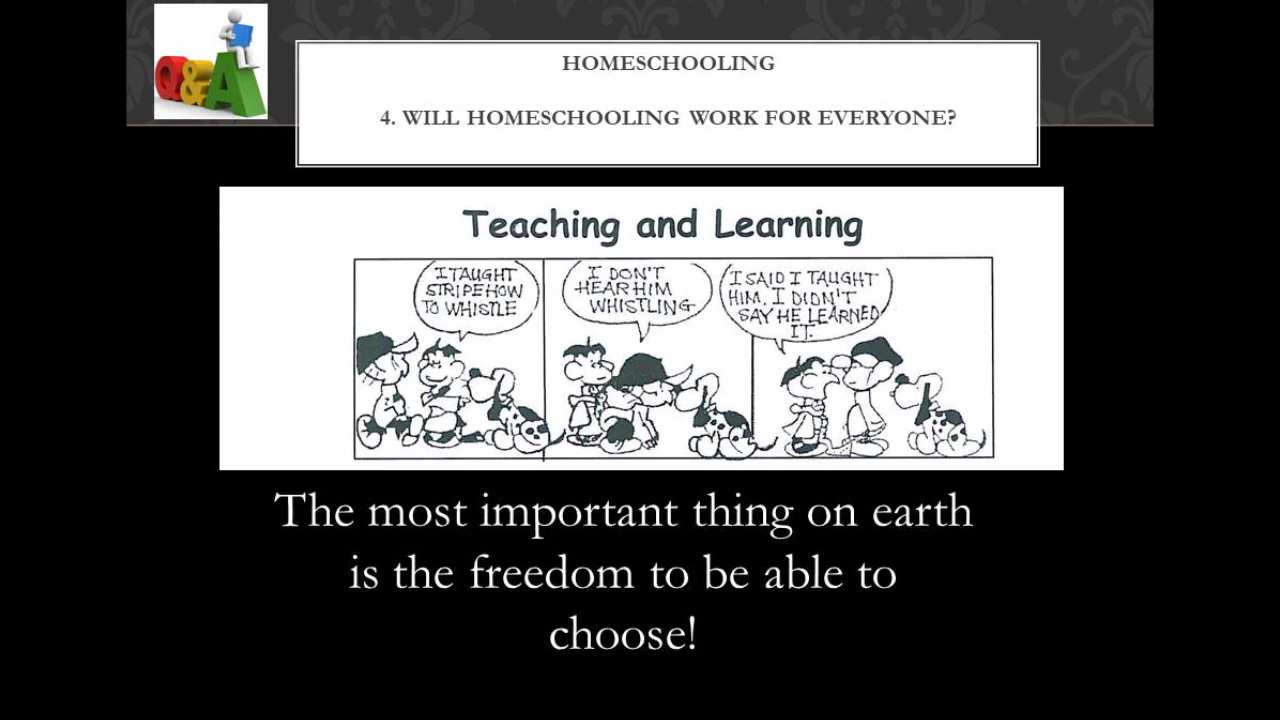 Q&A
HOMESCHOOLING
4. WILL HOMESCHOOLING WORK FOR EVERYONE?
Teaching and Learning
I TAUGHT
STRIPE HOW
TO WHISTLE
I DON'T
HEAR HIM
WHISTLING
I SAID I TAUGHT
HIM. I DIDN'T
SAY HE LEARNED
IT.
The most important thing on earth
is the freedom to be able to
choose!